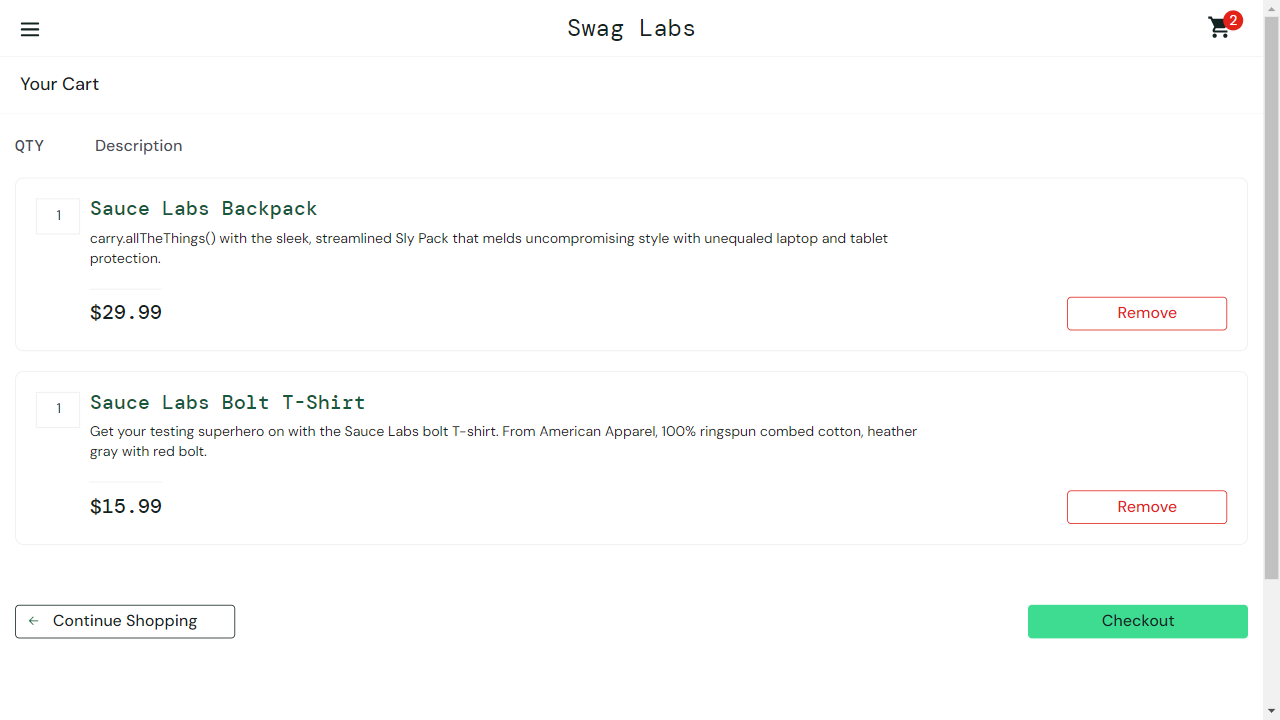 Swag Labs
2
Your Cart
QTY Description
1
Sauce Labs Backpack
carry.allTheThings() with the sleek, streamlined Sly Pack that melds uncompromising style with unequaled laptop and tablet
protection.
$29.99
Remove
1
Sauce Labs Bolt T-Shirt
Get your testing superhero on with the Sauce Labs bolt T-shirt. From American Apparel, 100% ringspun combed cotton, heather
gray with red bolt.
$15.99
Remove
Continue Shopping
Checkout